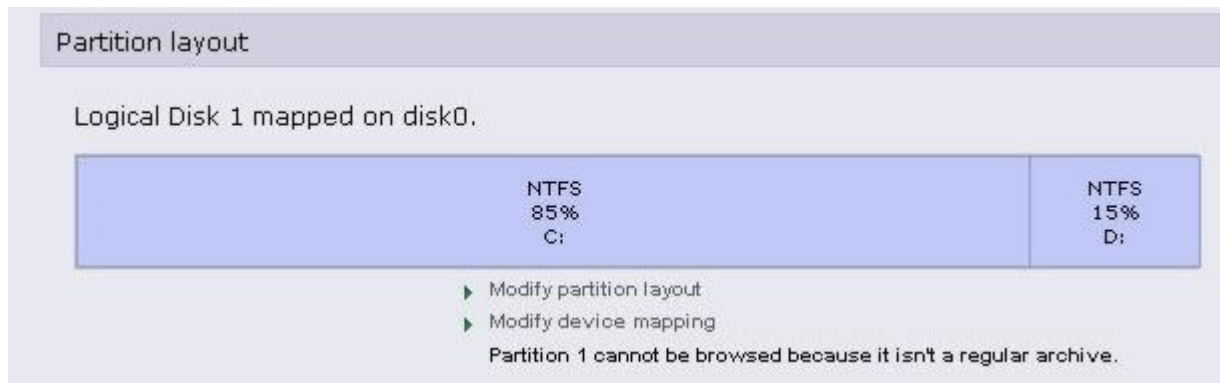 Partition layout
Logical Disk 1 mapped on disk0.
NTFS
85%
C:
NTFS
15%
D:
Modify partition layout
Modify device mapping
Partition 1 cannot be browsed because it isn't a regular archive.